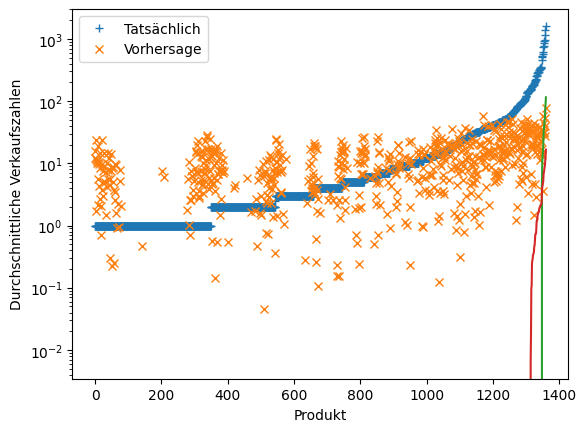 Tatsächlich
Vorhersage
Durchschnittliche Verkaufszahlen
10³
10²
10¹
10⁰
10⁻¹
10⁻²
0 200 400 600 800 1000 1200 1400
Produkt